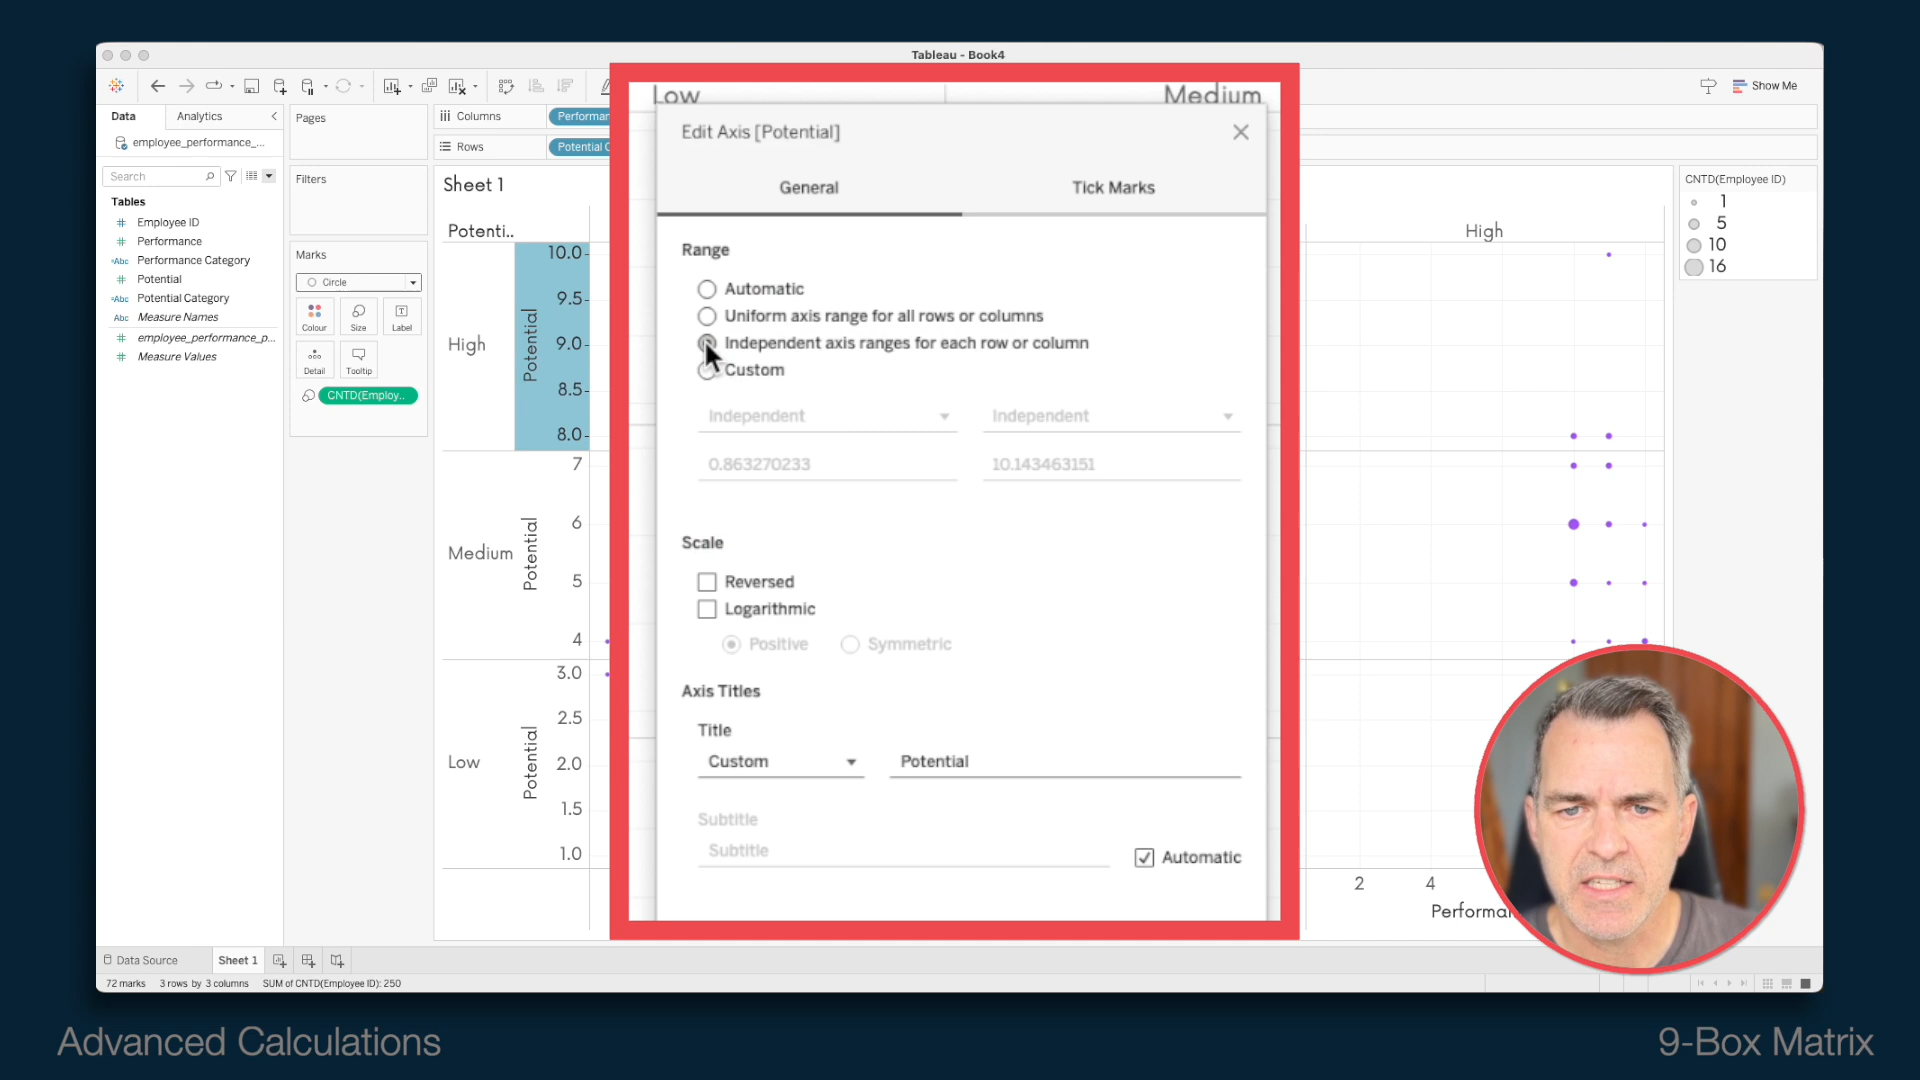 Tableau - Book4
Show Me
Data
Analytics
Pages
Columns
Performan
employee_performance_...
Rows
Potential C
Search
Filters
Sheet 1
Tables
Employee ID
Performance
Performance Category
Potential
Potential Category
Measure Names
employee_performance_p...
Measure Values
Marks
Circle
Colour
Size
Label
Detail
Tooltip
CNTD(Employ..
Potenti..
High
Potential
10.0
9.5
9.0
8.5
8.0
Medium
Potential
7
6
5
4
Low
Potential
3.0
2.5
2.0
1.5
1.0
Low
Medium
Edit Axis [Potential]
General
Tick Marks
Range
Automatic
Uniform axis range for all rows or columns
Independent axis ranges for each row or column
Custom
Independent
Independent
0.863270233
10.143463151
Scale
Reversed
Logarithmic
Positive
Symmetric
Axis Titles
Title
Custom
Potential
Subtitle
Subtitle
Automatic
High
2
4
Performan
CNTD(Employee ID)
1
5
10
16
Data Source
Sheet 1
72 marks
3 rows by 3 columns
SUM of CNTD(Employee ID): 250
Advanced Calculations
9-Box Matrix